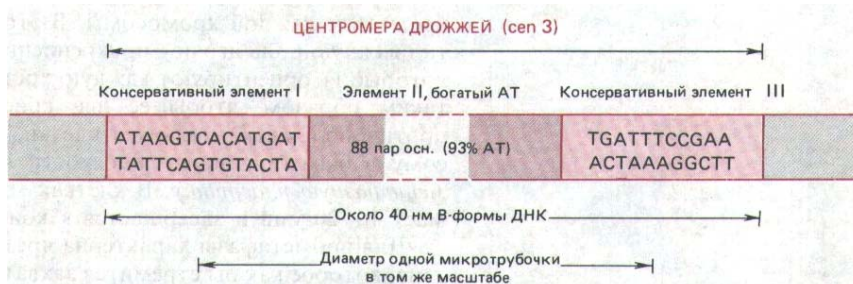 ЦЕНТРОМЕРА ДРОЖЖЕЙ (cen 3)
Консервативный элемент I
Элемент II, богатый АТ
Консервативный элемент III
ATAAGTCACATGAT
TATTCAGTGTACTA
88 пар осн. (93% АТ)
TGATTTCCGAA
ACTAAAGGCTT
Около 40 нм В-формы ДНК
Диаметр одной микротрубочки
в том же масштабе